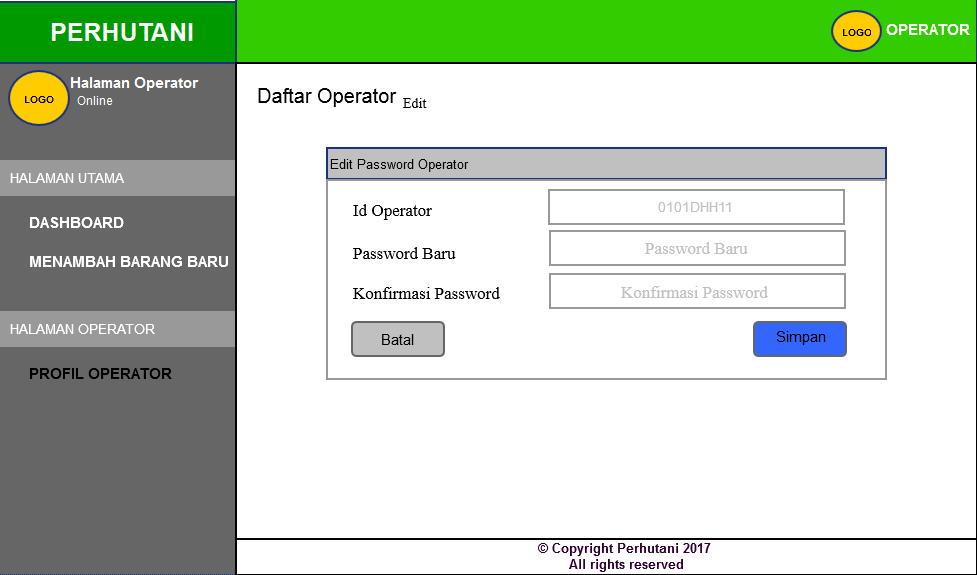 PERHUTANI
LOGO
OPERATOR
LOGO
Halaman Operator
Online
HALAMAN UTAMA
DASHBOARD
MENAMBAH BARANG BARU
HALAMAN OPERATOR
PROFIL OPERATOR
Daftar Operator Edit
Edit Password Operator
Id Operator
0101DHH11
Password Baru
Password Baru
Konfirmasi Password
Konfirmasi Password
Batal
Simpan
© Copyright Perhutani 2017
All rights reserved